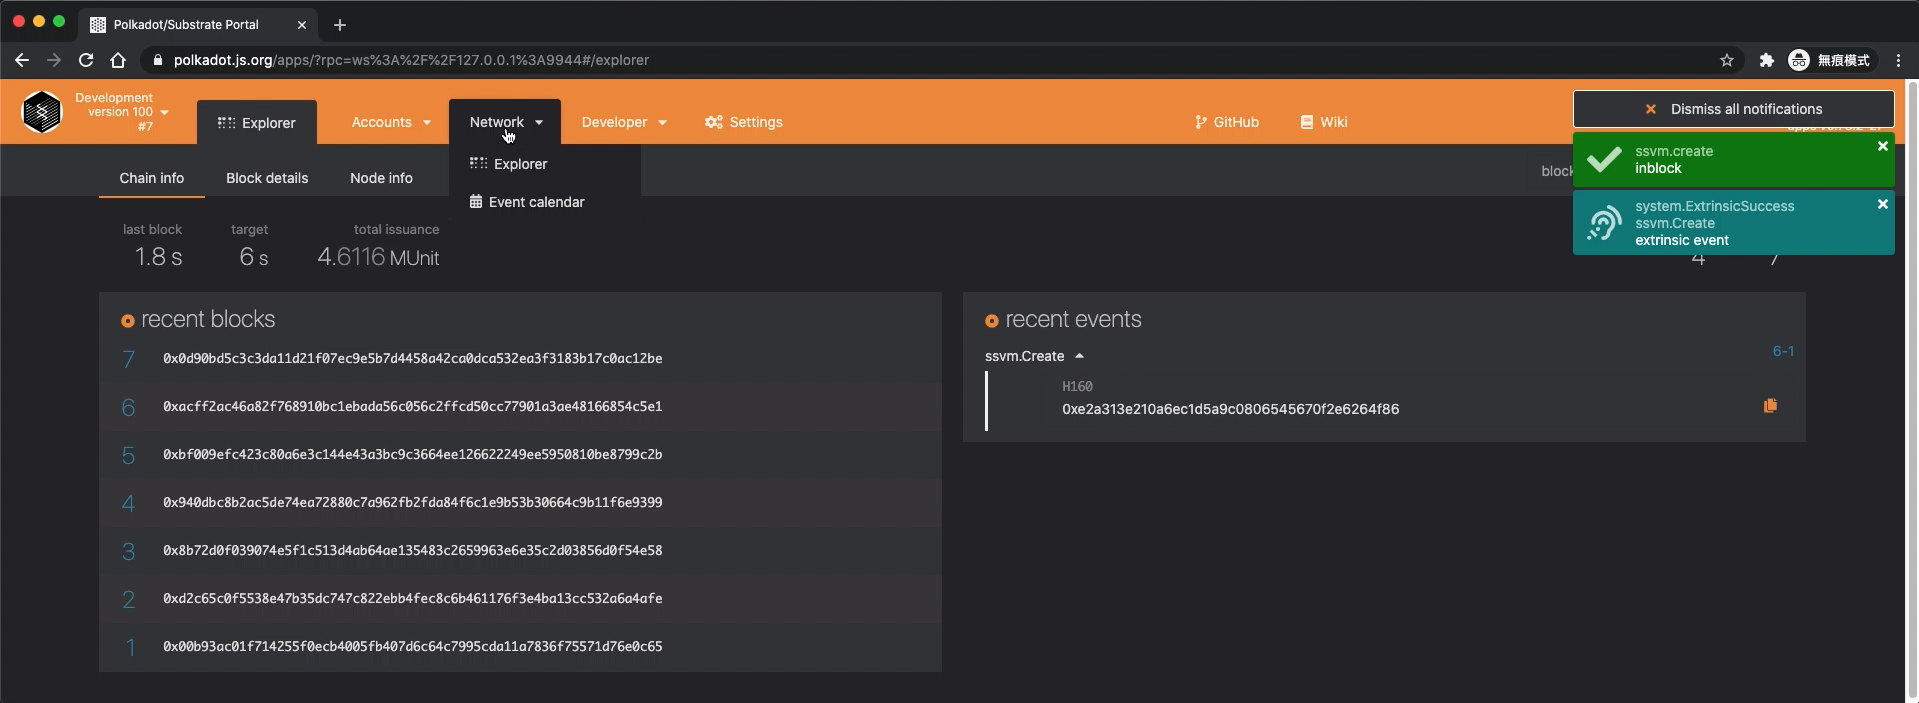 Polkadot/Substrate Portal
polkadot.js.org/apps/?rpc=ws%3A%2F%2F127.0.0.1%3A9944#/explorer
無痕模式
Development
version 100
#7
Explorer
Accounts
Network
Developer
Settings
GitHub
Wiki
Dismiss all notifications
Explorer
Event calendar
Chain info
Block details
Node info
ssvm.create
inblock
system.ExtrinsicSuccess
ssvm.Create
extrinsic event
last block
1.8 s
target
6 s
total issuance
4.6116 MUnit
4
7
recent blocks
7 0x0d90bd5c3c3da11d21f07ec9e5b7d4458a42ca0dca532ea3f3183b17c0ac12be
6 0xacff2ac46a82f768910bc1ebada56c056c2ffcd50cc77901a3ae48166854c5e1
5 0xbf009efc423c80a6e3c144e43a3bc9c3664ee126622249ee5950810be8799c2b
4 0x940dbc8b2ac5de74ea72880c7a962fb2fda84f6c1e9b53b30664c9b11f6e9399
3 0x8b72d0f039074e5f1c513d4ab64ae135483c2659963e6e35c2d03856d0f54e58
2 0xd2c65c0f5538e47b35dc747c822ebb4fec8c6b461176f3e4ba13cc532a6a4afe
1 0x00b93ac01f714255f0ecb4005fb407d6c64c7995cda11a7836f75571d76e0c65
recent events
ssvm.Create
6-1
H160
0xe2a313e210a6ec1d5a9c0806545670f2e6264f86